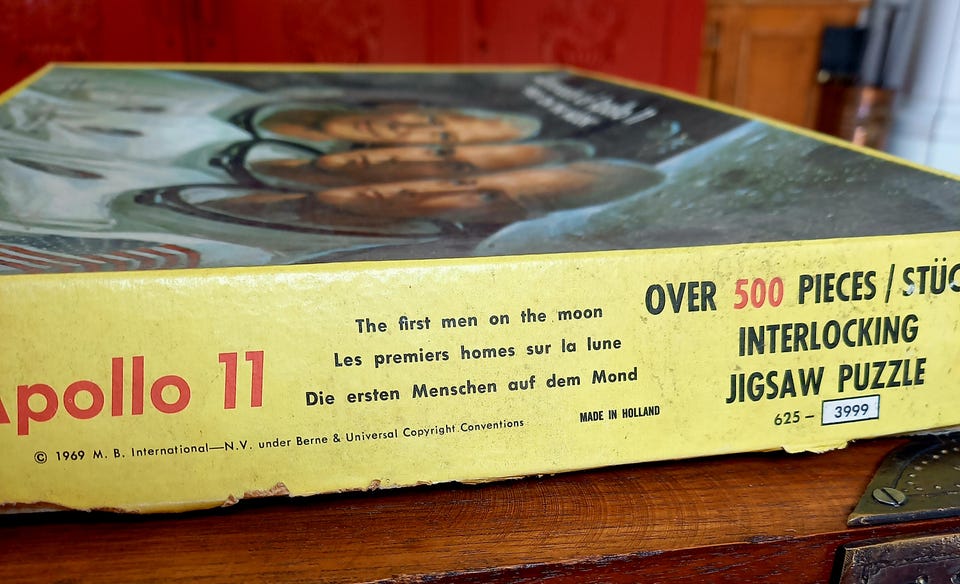 Apollo 11
The first men on the moon
Les premiers homes sur la lune
Die ersten Menschen auf dem Mond
© 1969 M. B. International—N.V. under Berne & Universal Copyright Conventions
MADE IN HOLLAND
OVER 500 PIECES / STÜC
INTERLOCKING
JIGSAW PUZZLE
625 – 3999